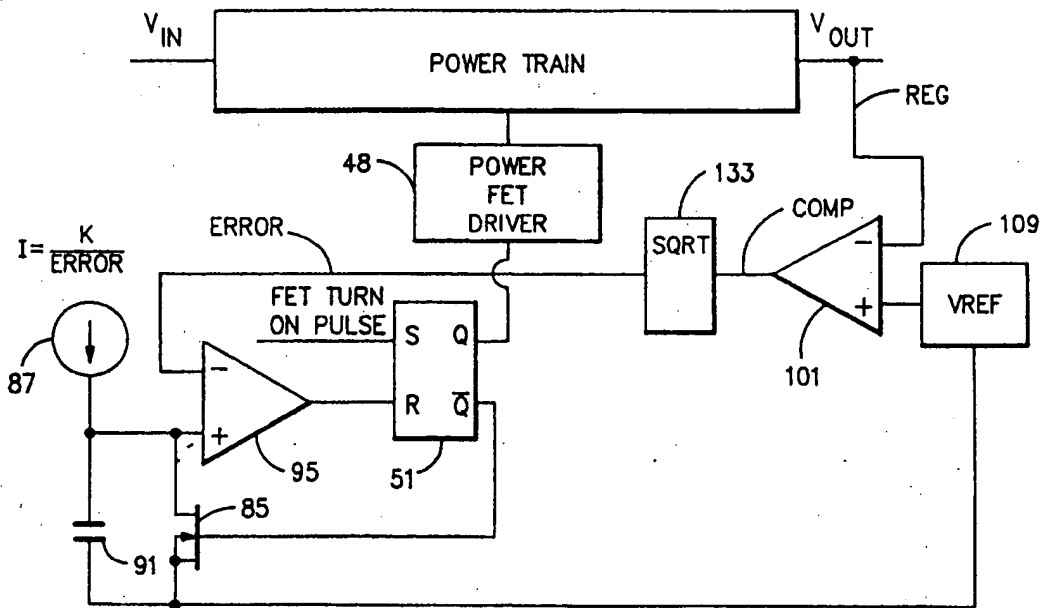 V_IN
POWER TRAIN
V_OUT
REG
48
POWER
FET
DRIVER
133
SQRT
COMP
109
VREF
I = K/ERROR
ERROR
FET TURN
ON PULSE
S Q
R Q̅
51
87
95
101
85
91
−
+
−
+